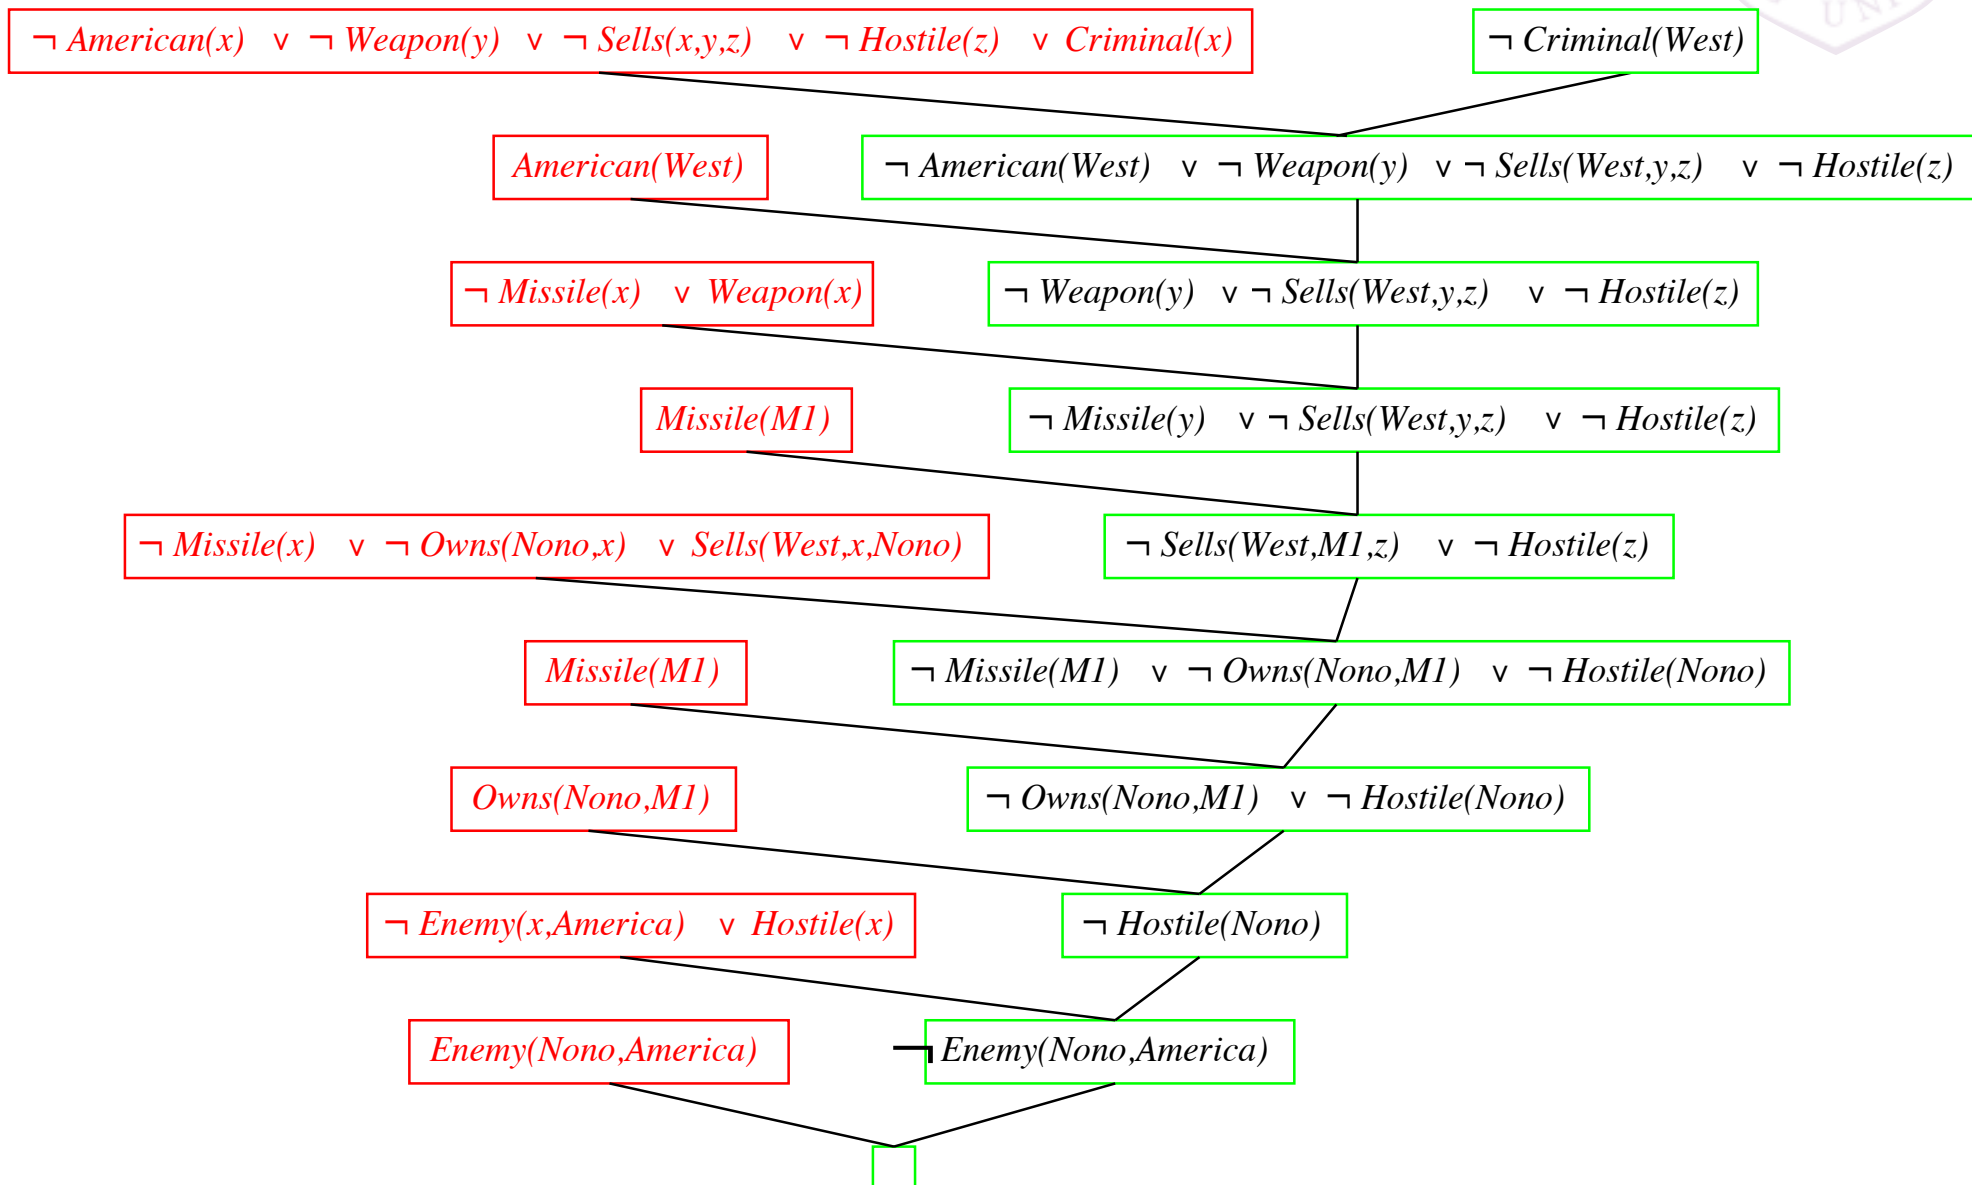 ¬ American(x) ∨ ¬ Weapon(y) ∨ ¬ Sells(x,y,z) ∨ ¬ Hostile(z) ∨ Criminal(x) ¬ Criminal(West)
American(West) ¬ American(West) ∨ ¬ Weapon(y) ∨ ¬ Sells(West,y,z) ∨ ¬ Hostile(z)
¬ Missile(x) ∨ Weapon(x) ¬ Weapon(y) ∨ ¬ Sells(West,y,z) ∨ ¬ Hostile(z)
Missile(M1) ¬ Missile(y) ∨ ¬ Sells(West,y,z) ∨ ¬ Hostile(z)
¬ Missile(x) ∨ ¬ Owns(Nono,x) ∨ Sells(West,x,Nono) ¬ Sells(West,M1,z) ∨ ¬ Hostile(z)
Missile(M1) ¬ Missile(M1) ∨ ¬ Owns(Nono,M1) ∨ ¬ Hostile(Nono)
Owns(Nono,M1) ¬ Owns(Nono,M1) ∨ ¬ Hostile(Nono)
¬ Enemy(x,America) ∨ Hostile(x) ¬ Hostile(Nono)
Enemy(Nono,America) ¬ Enemy(Nono,America)